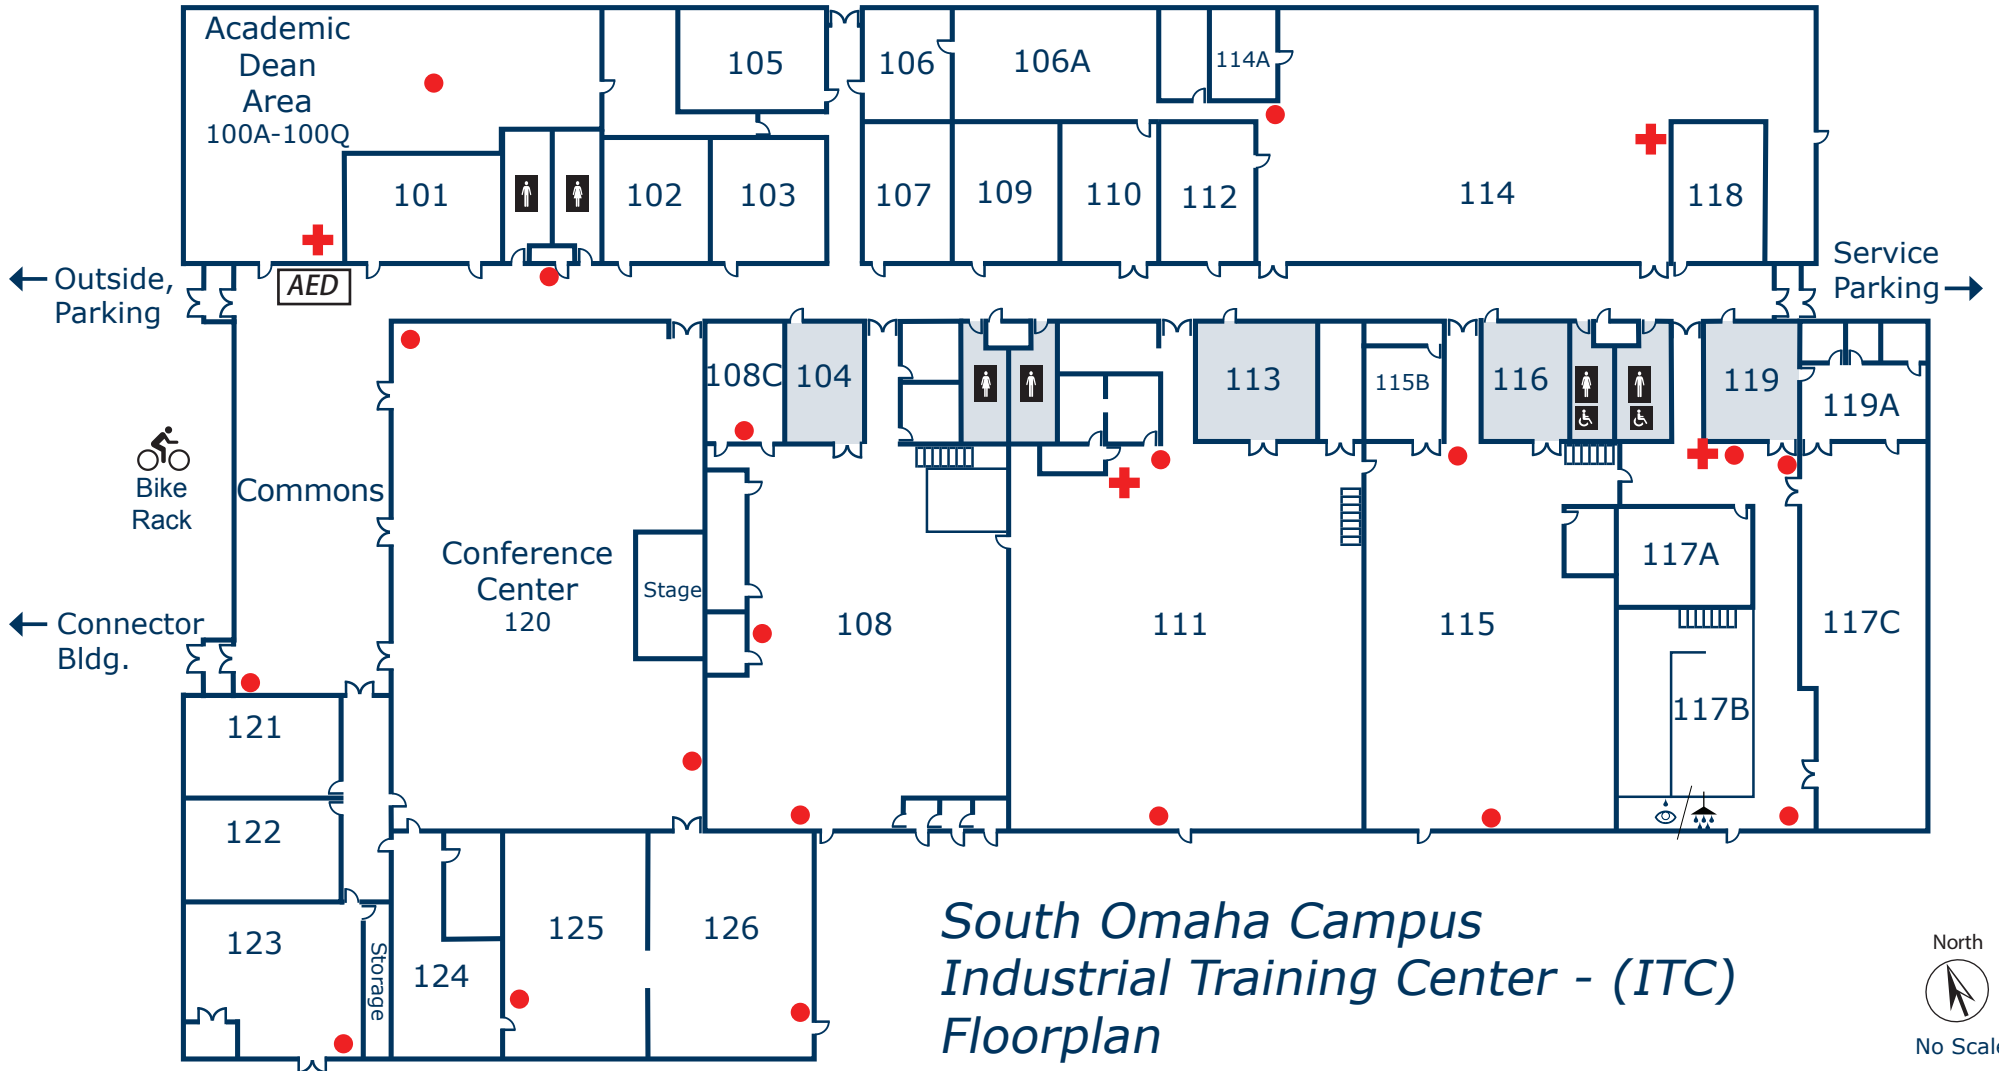 Academic
Dean
Area
100A-100Q
105
106
106A
114A
101
102
103
107
109
110
112
114
118
Outside,
Parking
AED
Service
Parking
108C
104
113
115B
116
119
119A
Bike
Rack
Commons
Conference
Center
120
Stage
108
111
115
117A
117B
117C
Connector
Bldg.
121
122
123
Storage
124
125
126
South Omaha Campus
Industrial Training Center - (ITC)
Floorplan
North
No Scale